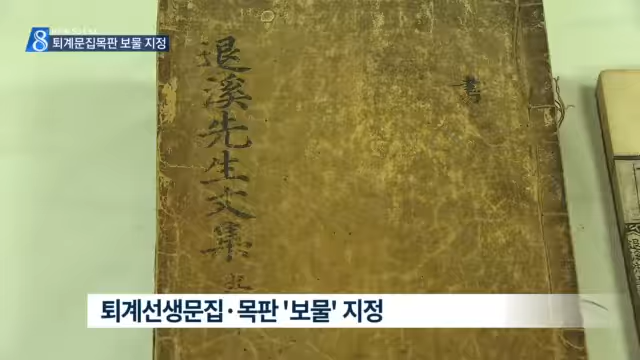 8
퇴계문집목판 보물 지정
退溪先生文集
書
퇴계선생문집·목판 '보물' 지정